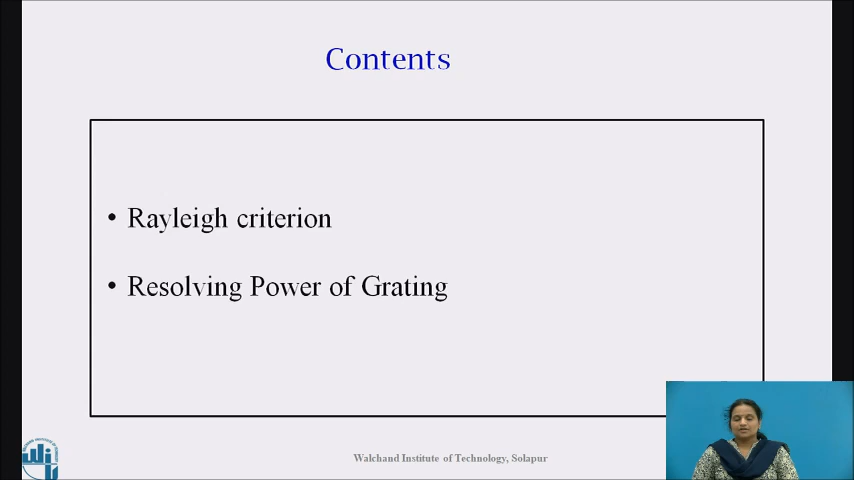 Contents
• Rayleigh criterion
• Resolving Power of Grating
Walchand Institute of Technology, Solapur